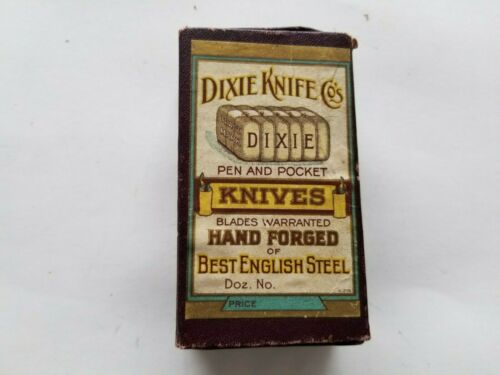 DIXIE KNIFE CO'S
DIXIE
PEN AND POCKET
KNIVES
BLADES WARRANTED
HAND FORGED
OF
BEST ENGLISH STEEL
Doz. No.
PRICE